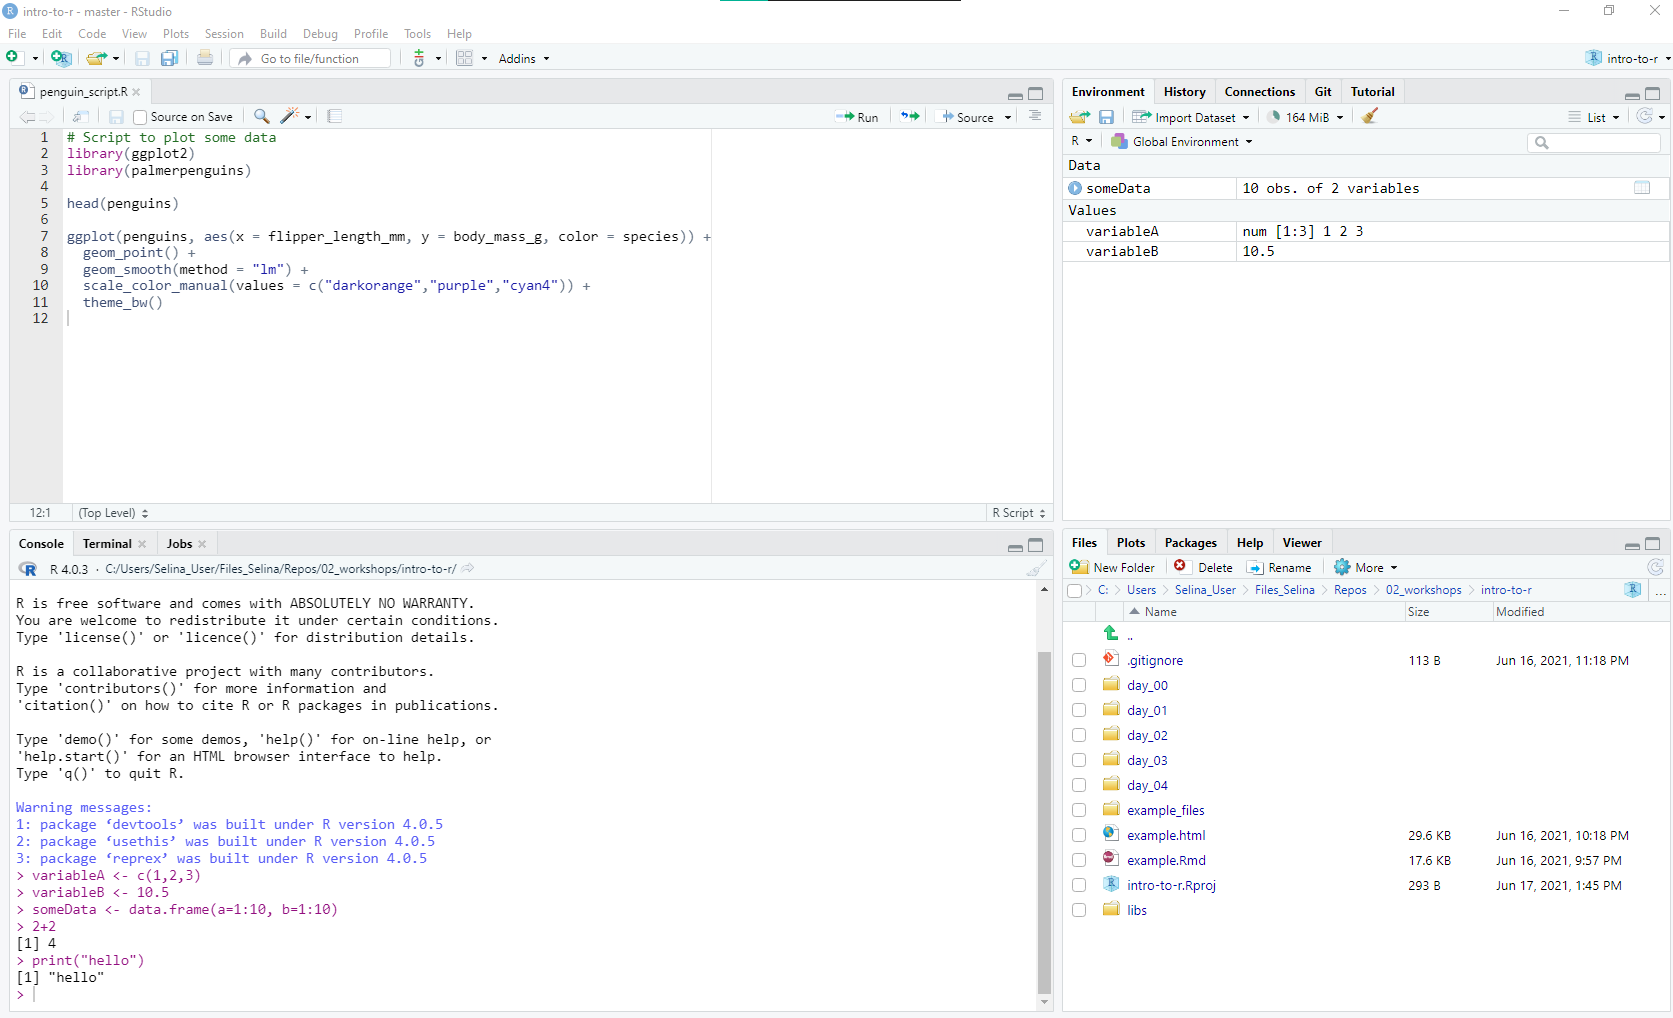 intro-to-r - master - RStudio
File Edit Code View Plots Session Build Debug Profile Tools Help
Go to file/function Addins intro-to-r
penguin_script.R
Source on Save Run Source
1 # Script to plot some data
2 library(ggplot2)
3 library(palmerpenguins)
4
5 head(penguins)
6
7 ggplot(penguins, aes(x = flipper_length_mm, y = body_mass_g, color = species)) +
8   geom_point() +
9   geom_smooth(method = "lm") +
10   scale_color_manual(values = c("darkorange","purple","cyan4")) +
11   theme_bw()
12
12:1 (Top Level) R Script
Console Terminal Jobs
R 4.0.3 · C:/Users/Selina_User/Files_Selina/Repos/02_workshops/intro-to-r/
R is free software and comes with ABSOLUTELY NO WARRANTY.
You are welcome to redistribute it under certain conditions.
Type 'license()' or 'licence()' for distribution details.
R is a collaborative project with many contributors.
Type 'contributors()' for more information and
'citation()' on how to cite R or R packages in publications.
Type 'demo()' for some demos, 'help()' for on-line help, or
'help.start()' for an HTML browser interface to help.
Type 'q()' to quit R.
Warning messages:
1: package ‘devtools’ was built under R version 4.0.5
2: package ‘usethis’ was built under R version 4.0.5
3: package ‘reprex’ was built under R version 4.0.5
> variableA <- c(1,2,3)
> variableB <- 10.5
> someData <- data.frame(a=1:10, b=1:10)
> 2+2
[1] 4
> print("hello")
[1] "hello"
>
Environment History Connections Git Tutorial
Import Dataset 164 MiB List
R Global Environment
Data
someData 10 obs. of 2 variables
Values
variableA num [1:3] 1 2 3
variableB 10.5
Files Plots Packages Help Viewer
New Folder Delete Rename More
C: Users Selina_User Files_Selina Repos 02_workshops intro-to-r ...
Name Size Modified
..
.gitignore 113 B Jun 16, 2021, 11:18 PM
day_00
day_01
day_02
day_03
day_04
example_files
example.html 29.6 KB Jun 16, 2021, 10:18 PM
example.Rmd 17.6 KB Jun 16, 2021, 9:57 PM
intro-to-r.Rproj 293 B Jun 17, 2021, 1:45 PM
libs